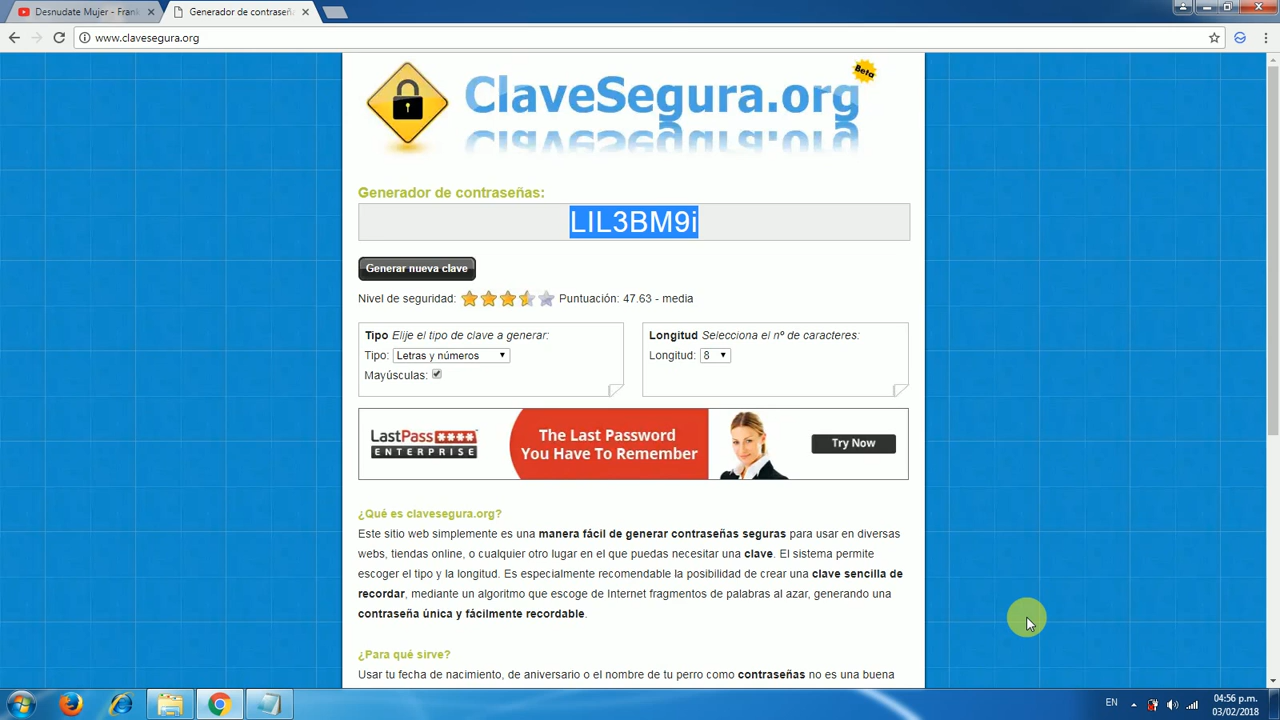 Desnudate Mujer - Frank
Generador de contraseñ
www.clavesegura.org
ClaveSegura.org
Beta
Generador de contraseñas:
LIL3BM9i
Generar nueva clave
Nivel de seguridad: Puntuación: 47.63 - media
Tipo Elije el tipo de clave a generar:
Tipo: Letras y números
Mayúsculas:
Longitud Selecciona el nº de caracteres:
Longitud: 8
LastPass ****
ENTERPRISE
The Last Password
You Have To Remember
Try Now
¿Qué es clavesegura.org?
Este sitio web simplemente es una manera fácil de generar contraseñas seguras para usar en diversas
webs, tiendas online, o cualquier otro lugar en el que puedas necesitar una clave. El sistema permite
escoger el tipo y la longitud. Es especialmente recomendable la posibilidad de crear una clave sencilla de
recordar, mediante un algoritmo que escoge de Internet fragmentos de palabras al azar, generando una
contraseña única y fácilmente recordable.
¿Para qué sirve?
Usar tu fecha de nacimiento, de aniversario o el nombre de tu perro como contraseñas no es una buena
EN
04:56 p.m.
03/02/2018